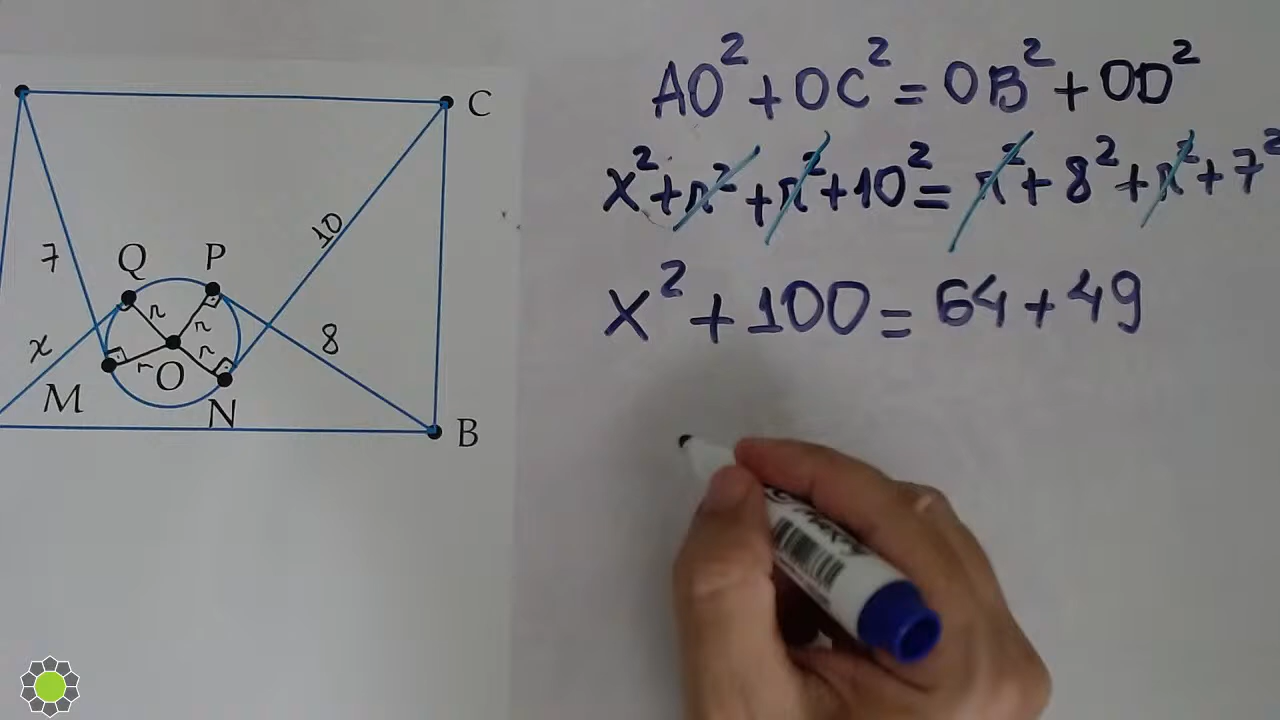 AO² + OC² = OB² + OD²
x² + r² + r² + 10² = r² + 8² + r² + 7²
x² + 100 = 64 + 49
C
10
7
Q
P
r
r
x
8
r
r
O
M
N
B